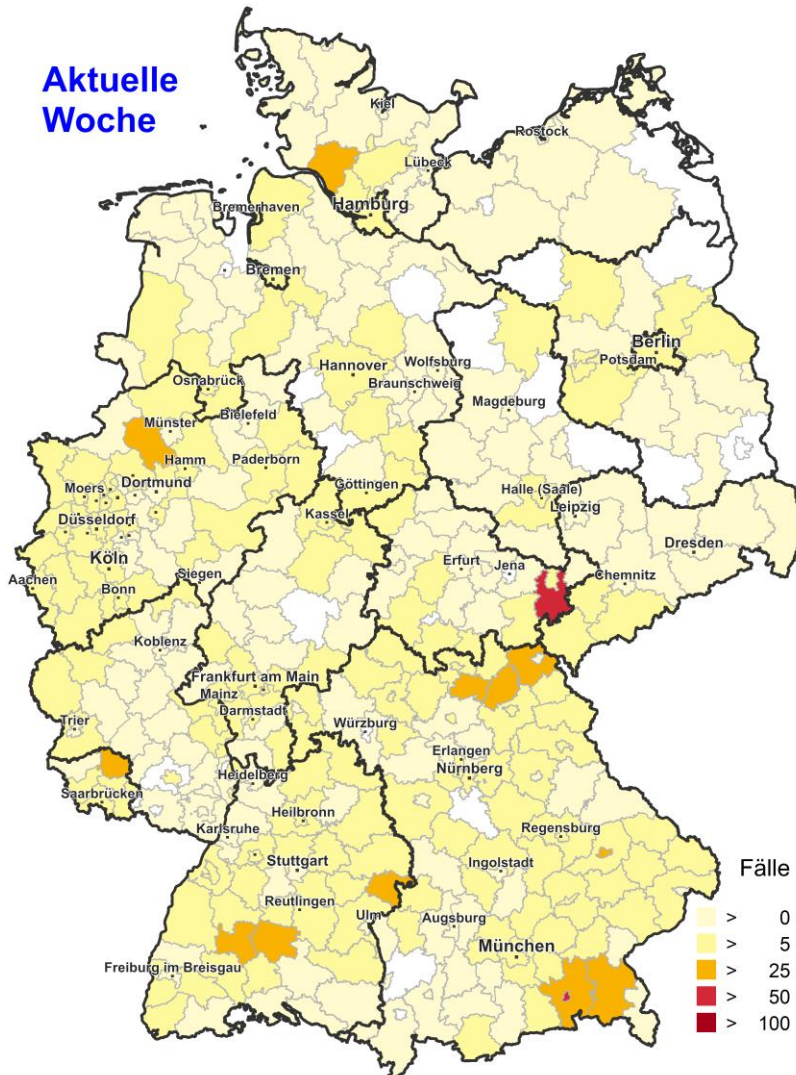 Aktuelle
Woche
Kiel
Rostock
Lübeck
Bremerhaven
Hamburg
Bremen
Berlin
Potsdam
Hannover
Wolfsburg
Braunschweig
Osnabrück
Bielefeld
Magdeburg
Münster
Hamm
Paderborn
Moers
Dortmund
Göttingen
Halle (Saale)
Leipzig
Düsseldorf
Kassel
Dresden
Köln
Erfurt
Jena
Chemnitz
Aachen
Siegen
Bonn
Koblenz
Frankfurt am Main
Mainz
Darmstadt
Trier
Würzburg
Erlangen
Nürnberg
Heidelberg
Saarbrücken
Heilbronn
Karlsruhe
Regensburg
Stuttgart
Ingolstadt
Reutlingen
Ulm
Augsburg
München
Freiburg im Breisgau
Fälle
> 0
> 5
> 25
> 50
> 100